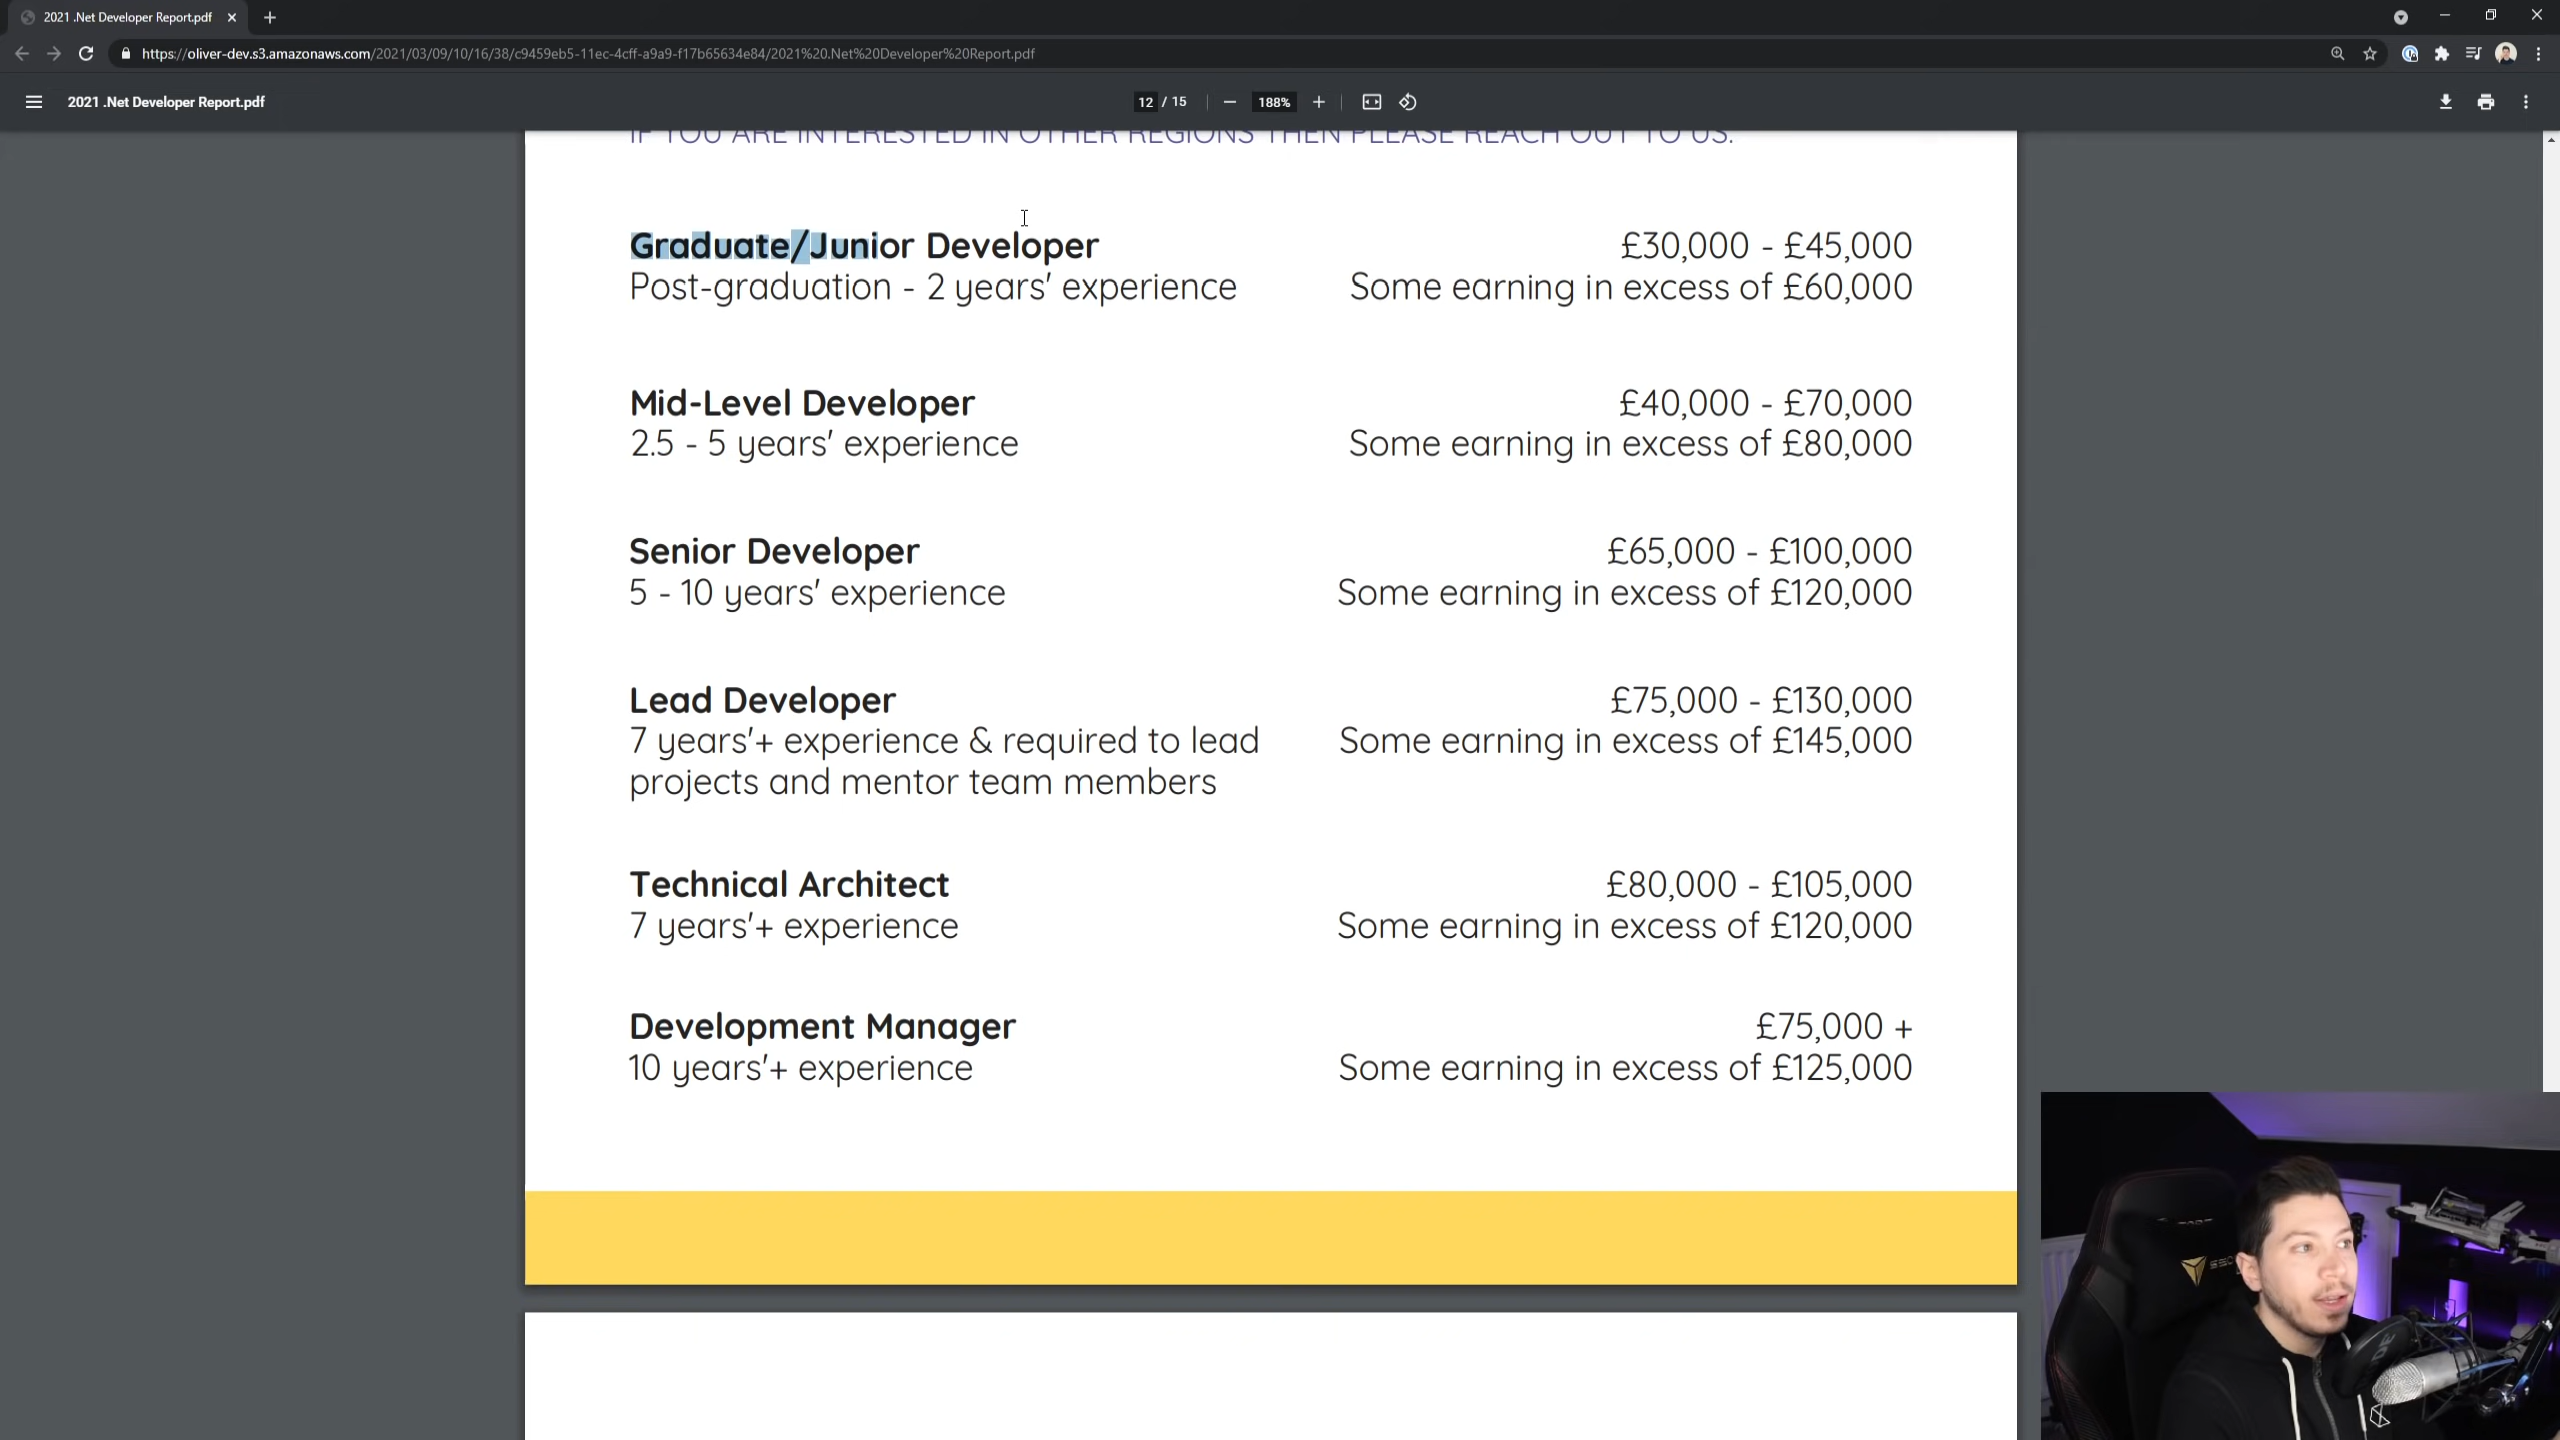 2021 .Net Developer Report.pdf
https://oliver-dev.s3.amazonaws.com/2021/03/09/10/16/38/c9459eb5-11ec-4cff-a9a9-f17b65634e84/2021%20.Net%20Developer%20Report.pdf
2021 .Net Developer Report.pdf
12 / 15
188%
IF YOU ARE INTERESTED IN OTHER REGIONS THEN PLEASE REACH OUT TO US.
Graduate/Junior Developer £30,000 - £45,000
Post-graduation - 2 years' experience Some earning in excess of £60,000
Mid-Level Developer £40,000 - £70,000
2.5 - 5 years' experience Some earning in excess of £80,000
Senior Developer £65,000 - £100,000
5 - 10 years' experience Some earning in excess of £120,000
Lead Developer £75,000 - £130,000
7 years'+ experience & required to lead Some earning in excess of £145,000
projects and mentor team members
Technical Architect £80,000 - £105,000
7 years'+ experience Some earning in excess of £120,000
Development Manager £75,000 +
10 years'+ experience Some earning in excess of £125,000